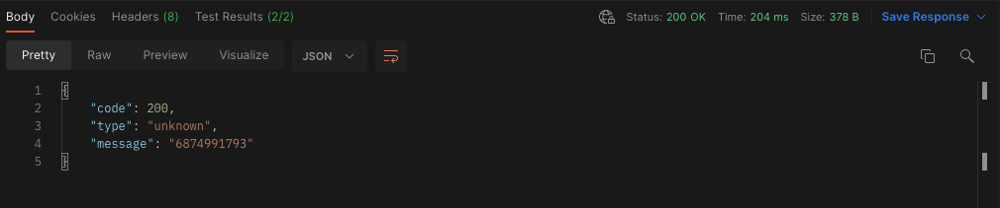 Body Cookies Headers (8) Test Results (2/2) Status: 200 OK Time: 204 ms Size: 378 B Save Response
Pretty Raw Preview Visualize JSON
1 {
2 "code": 200,
3 "type": "unknown",
4 "message": "6874991793"
5 }